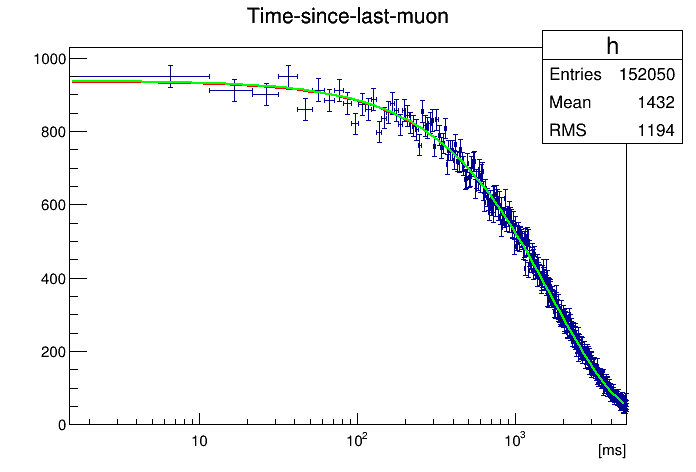 Time-since-last-muon
h
Entries 152050
Mean 1432
RMS 1194
1000
800
600
400
200
0
10
10²
10³
[ms]